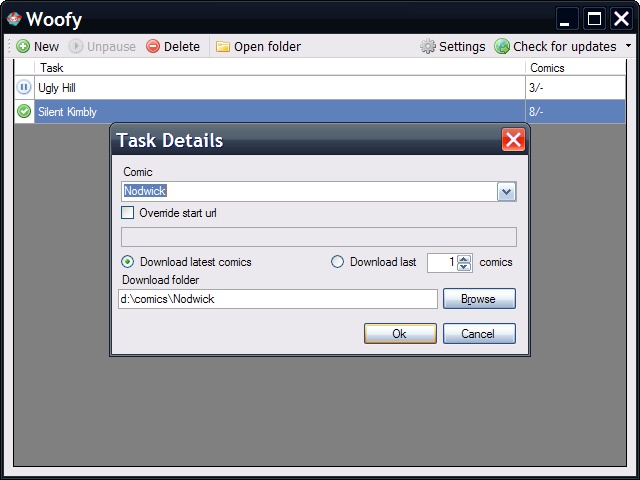 Woofy
New Unpause Delete Open folder Settings Check for updates
Task Comics
Ugly Hill 3/-
Silent Kimbly 8/-
Task Details
Comic
Nodwick
Override start url
Download latest comics Download last 1 comics
Download folder
d:\comics\Nodwick Browse
Ok Cancel